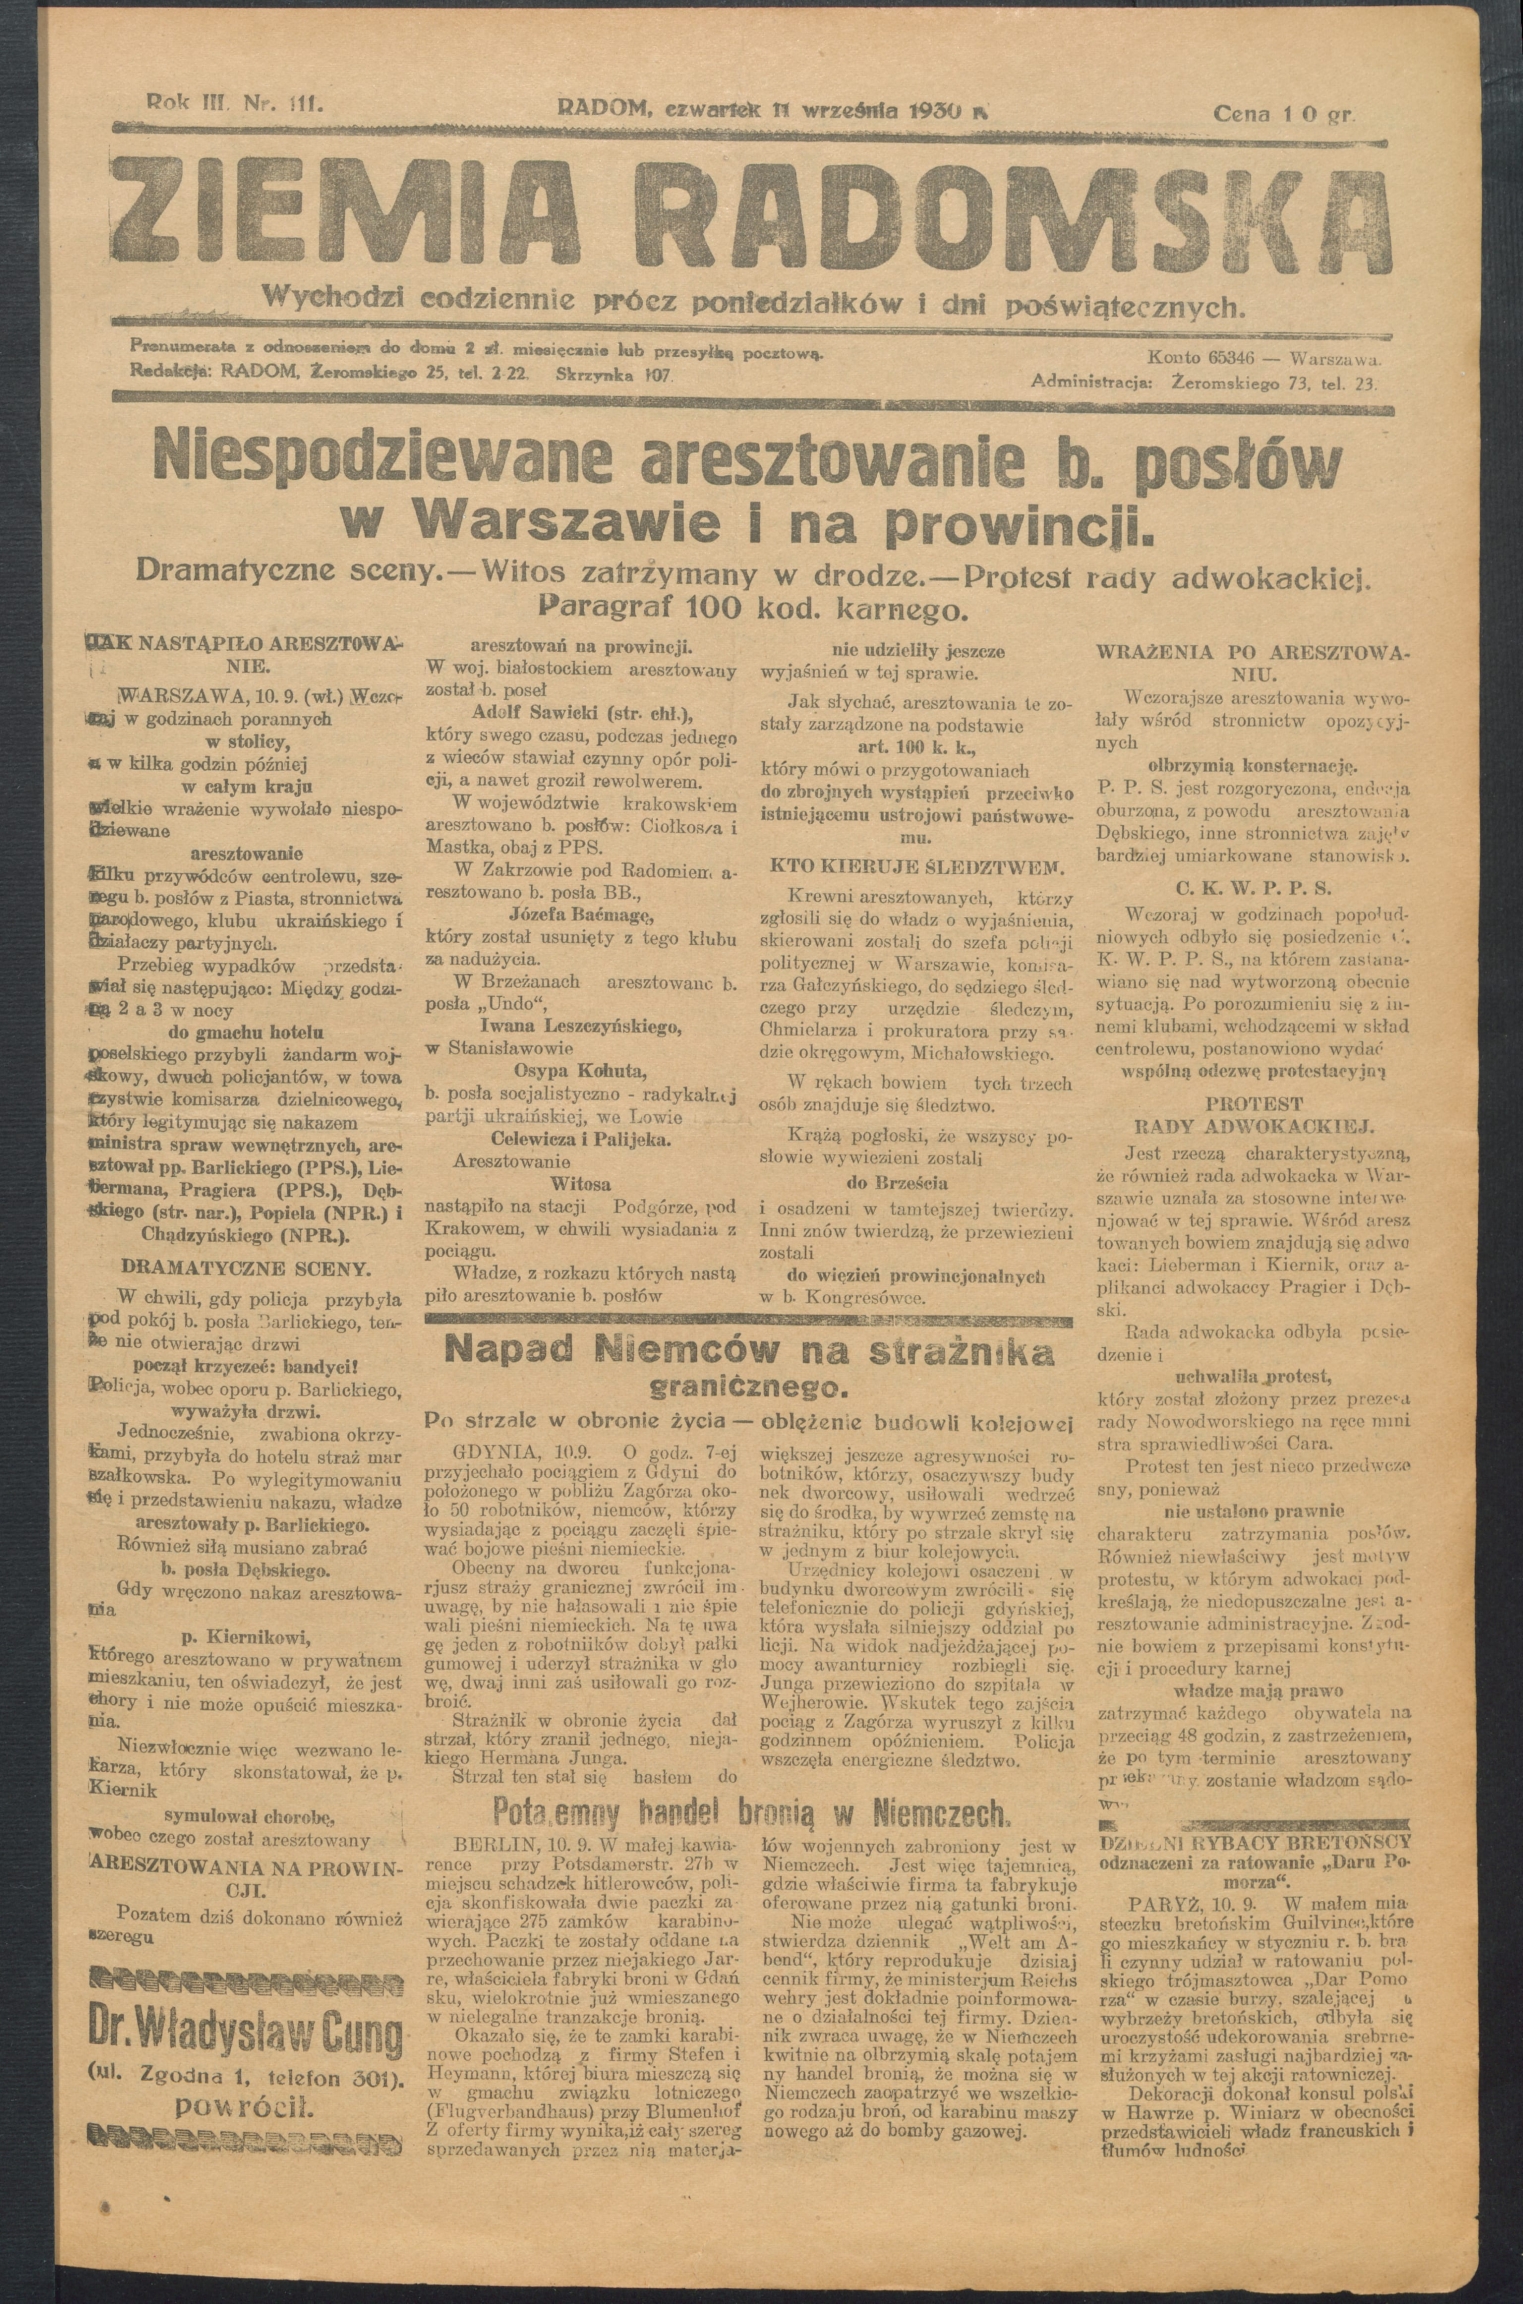 Rok III. Nr. 111.
RADOM, czwartek 11 września 1930 r.
Cena 10 gr.
ZIEMIA RADOMSKA
Wychodzi codziennie prócz poniedziałków i dni poświątecznych.
Prenumerata z odnoszeniem do domu 2 zł. miesięcznie lub przesyłką pocztową.
Redakcja: RADOM, Żeromskiego 25, tel. 2-22. Skrzynka 107.
Konto 65346 — Warszawa.
Administracja: Żeromskiego 73, tel. 23.
Niespodziewane aresztowanie b. posłów
w Warszawie i na prowincji.
Dramatyczne sceny.—Witos zatrzymany w drodze.—Protest rady adwokackiej.
Paragraf 100 kod. karnego.
JAK NASTĄPIŁO ARESZTOWA-
NIE.
WARSZAWA, 10. 9. (wł.) Wczo-
raj w godzinach porannych
w stolicy,
a w kilka godzin później
w całym kraju
wielkie wrażenie wywołało niespo-
dziewane
aresztowanie
kilku przywódców centrolewu, sze-
regu b. posłów z Piasta, stronnictwa
narodowego, klubu ukraińskiego i
działaczy partyjnych.
Przebieg wypadków przedsta-
wiał się następująco: Między godzi-
ną 2 a 3 w nocy
do gmachu hotelu
poselskiego przybyli żandarm woj-
skowy, dwuch policjantów, w towa
rzystwie komisarza dzielnicowego,
który legitymując się nakazem
ministra spraw wewnętrznych, are-
sztował pp. Barlickiego (PPS.), Lie-
bermana, Pragiera (PPS.), Dęb-
skiego (str. nar.), Popiela (NPR.) i
Chądzyńskiego (NPR.).
DRAMATYCZNE SCENY.
W chwili, gdy policja przybyła
pod pokój b. posła Barlickiego, ten-
że nie otwierając drzwi
począł krzyczeć: bandyci!
Policja, wobec oporu p. Barlickiego,
wyważyła drzwi.
Jednocześnie, zwabiona okrzy-
kami, przybyła do hotelu straż mar
szałkowska. Po wylegitymowaniu
się i przedstawieniu nakazu, władze
aresztowały p. Barlickiego.
Również siłą musiano zabrać
b. posła Dębskiego.
Gdy wręczono nakaz aresztowa-
nia
p. Kiernikowi,
którego aresztowano w prywatnem
mieszkaniu, ten oświadczył, że jest
chory i nie może opuścić mieszka-
nia.
Niezwłocznie więc wezwano le-
karza, który skonstatował, że p.
Kiernik
symulował chorobę,
wobec czego został aresztowany
ARESZTOWANIA NA PROWIN-
CJI.
Pozatem dziś dokonano również
szeregu
Dr. Władysław Cung
(ul. Zgodna 1, telefon 301).
powrócił.
aresztowań na prowincji.
W woj. białostockiem aresztowany
został b. poseł
Adolf Sawicki (str. chł.),
który swego czasu, podczas jednego
z wieców stawiał czynny opór poli-
cji, a nawet groził rewolwerem.
W województwie krakowskiem
aresztowano b. posłów: Ciołkosza i
Mastka, obaj z PPS.
W Zakrzowie pod Radomiem a-
resztowano b. posła BB.,
Józefa Baćmagę,
który został usunięty z tego klubu
za nadużycia.
W Brzeżanach aresztowano b.
posła „Undo“,
Iwana Leszczyńskiego,
w Stanisławowie
Osypa Kohuta,
b. posła socjalistyczno - radykalnej
partji ukraińskiej, we Lowie
Celewicza i Palijeka.
Aresztowanie
Witosa
nastąpiło na stacji Podgórze, pod
Krakowem, w chwili wysiadania z
pociągu.
Władze, z rozkazu których nastą
piło aresztowanie b. posłów
nie udzieliły jeszcze
wyjaśnień w tej sprawie.
Jak słychać, aresztowania te zo-
stały zarządzone na podstawie
art. 100 k. k.,
który mówi o przygotowaniach
do zbrojnych wystąpień przeciwko
istniejącemu ustrojowi państwowe-
mu.
KTO KIERUJE ŚLEDZTWEM.
Krewni aresztowanych, którzy
zgłosili się do władz o wyjaśnienia,
skierowani zostali do szefa policji
politycznej w Warszawie, komisa-
rza Gałczyńskiego, do sędziego śled-
czego przy urzędzie śledczym,
Chmielarza i prokuratora przy są-
dzie okręgowym, Michałowskiego.
W rękach bowiem tych trzech
osób znajduje się śledztwo.
Krążą pogłoski, że wszyscy po-
słowie wywiezieni zostali
do Brześcia
i osadzeni w tamtejszej twierdzy.
Inni znów twierdzą, że przewiezieni
zostali
do więzień prowincjonalnych
w b. Kongresówce.
WRAŻENIA PO ARESZTOWA-
NIU.
Wczorajsze aresztowania wywo-
łały wśród stronnictw opozycyj-
nych
olbrzymią konsternację.
P. P. S. jest rozgoryczona, endecja
oburzona, z powodu aresztowania
Dębskiego, inne stronnictwa zajęły
bardziej umiarkowane stanowisko.
C. K. W. P. P. S.
Wczoraj w godzinach popołud-
niowych odbyło się posiedzenie C.
K. W. P. P. S., na którem zastana-
wiano się nad wytworzoną obecnie
sytuacją. Po porozumieniu się z in-
nemi klubami, wchodzącemi w skład
centrolewu, postanowiono wydać
wspólną odezwę protestacyjną
PROTEST
RADY ADWOKACKIEJ.
Jest rzeczą charakterystyczną,
że również rada adwokacka w War-
szawie uznała za stosowne interwe
njować w tej sprawie. Wśród aresz
towanych bowiem znajdują się adwo
kaci: Lieberman i Kiernik, oraz a-
plikanci adwokaccy Pragier i Dęb-
ski.
Rada adwokacka odbyła posie-
dzenie i
uchwaliła protest,
który został złożony przez prezesa
rady Nowodworskiego na ręce mini
stra sprawiedliwości Cara.
Protest ten jest nieco przedwcze
sny, ponieważ
nie ustalono prawnie
charakteru zatrzymania posłów.
Również niewłaściwy jest motyw
protestu, w którym adwokaci pod-
kreślają, że niedopuszczalne jest a-
resztowanie administracyjne. Zgod-
nie bowiem z przepisami konstytu-
cji i procedury karnej
władze mają prawo
zatrzymać każdego obywatela na
przeciąg 48 godzin, z zastrzeżeniem,
że po tym terminie aresztowany
przekazany zostanie władzom sądo-
Napad Niemców na strażnika
granicznego.
Po strzale w obronie życia — oblężenie budowli kolejowej
GDYNIA, 10.9. O godz. 7-ej
przyjechało pociągiem z Gdyni do
położonego w pobliżu Zagórza oko-
ło 50 robotników, niemców, którzy
wysiadając z pociągu zaczęli śpie-
wać bojowe pieśni niemieckie.
Obecny na dworcu funkcjona-
rjusz straży granicznej zwrócił im
uwagę, by nie hałasowali i nie śpie
wali pieśni niemieckich. Na tę uwa
gę jeden z robotniików dobył pałki
gumowej i uderzył strażnika w gło
wę, dwaj inni zaś usiłowali go roz-
broić.
Strażnik w obronie życia dał
strzał, który zranił jednego, nieja-
kiego Hermana Junga.
Strzał ten stał się hasłem do
większej jeszcze agresywności ro-
botników, którzy, osaczywszy budy
nek dworcowy, usiłowali wedrzeć
się do środka, by wywrzeć zemstę na
strażniku, który po strzale skrył się
w jednym z biur kolejowych.
Urzędnicy kolejowi osaczeni w
budynku dworcowym zwrócili się
telefonicznie do policji gdyńskiej,
która wysłała silniejszy oddział po
licji. Na widok nadjeżdżającej po-
mocy awanturnicy rozbiegli się.
Junga przewieziono do szpitala w
Wejherowie. Wskutek tego zajścia
pociąg z Zagórza wyruszył z kilku
godzinnem opóźnieniem. Policja
wszczęła energiczne śledztwo.
Potajemny handel bronią w Niemczech.
BERLIN, 10. 9. W małej kawia-
rence przy Potsdamerstr. 27b w
miejscu schadzek hitlerowców, poli-
cja skonfiskowała dwie paczki za
wierające 275 zamków karabino-
wych. Paczki te zostały oddane na
przechowanie przez niejakiego Jar-
re, właściciela fabryki broni w Gdań
sku, wielokrotnie już wmieszanego
w nielegalne tranzakcje bronią.
Okazało się, że te zamki karabi-
nowe pochodzą z firmy Stefen i
Heymann, której biura mieszczą się
w gmachu związku lotniczego
(Flugverbandhaus) przy Blumenhof
Z oferty firmy wynika,iż cały szereg
sprzedawanych przez nią materja-
łów wojennych zabroniony jest w
Niemczech. Jest więc tajemnicą,
gdzie właściwie firma ta fabrykuje
oferowane przez nią gatunki broni.
Nie może ulegać wątpliwości,
stwierdza dziennik „Welt am A-
bend“, który reprodukuje dzisiaj
cennik firmy, że ministerjum Reichs
wehry jest dokładnie poinformowa-
ne o działalności tej firmy. Dzien-
nik zwraca uwagę, że w Niemczech
kwitnie na olbrzymią skalę potajem
ny handel bronią, że można się w
Niemczech zaopatrzyć we wszelkie-
go rodzaju broń, od karabinu maszy
nowego aż do bomby gazowej.
DZIELNI RYBACY BRETOŃSCY
odznaczeni za ratowanie „Daru Po-
morza“.
PARYŻ, 10. 9. W małem mia
steczku bretońskim Guilvinec,które
go mieszkańcy w styczniu r. b. bra
li czynny udział w ratowaniu pol-
skiego trójmasztowca „Dar Pomo
rza“ w czasie burzy, szalejącej u
wybrzeży bretońskich, odbyła się
uroczystość udekorowania srebrne-
mi krzyżami zasługi najbardziej za-
służonych w tej akcji ratowniczej.
Dekoracji dokonał konsul polski
w Hawrze p. Winiarz w obecności
przedstawicieli władz francuskich i
tłumów ludności